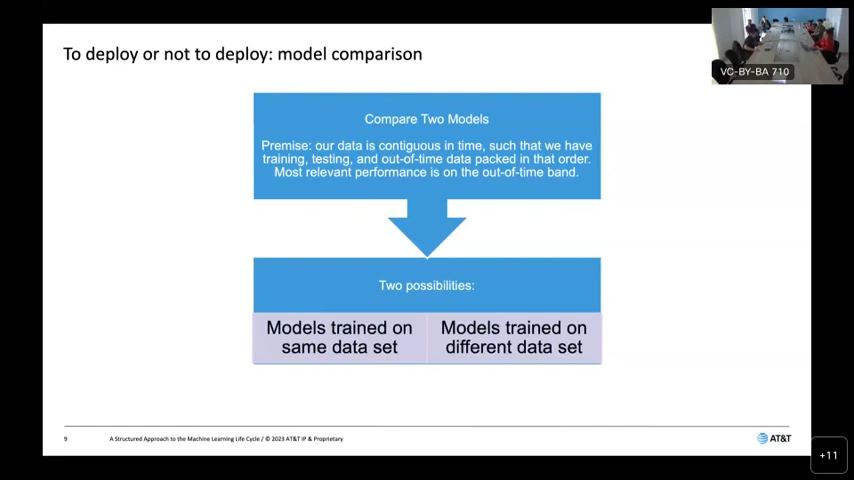 To deploy or not to deploy: model comparison
VC-BY-BA 710
Compare Two Models
Premise: our data is contiguous in time, such that we have
training, testing, and out-of-time data packed in that order.
Most relevant performance is on the out-of-time band.
Two possibilities:
Models trained on
same data set
Models trained on
different data set
9
A Structured Approach to the Machine Learning Life Cycle / © 2023 AT&T IP & Proprietary
AT&T
+11